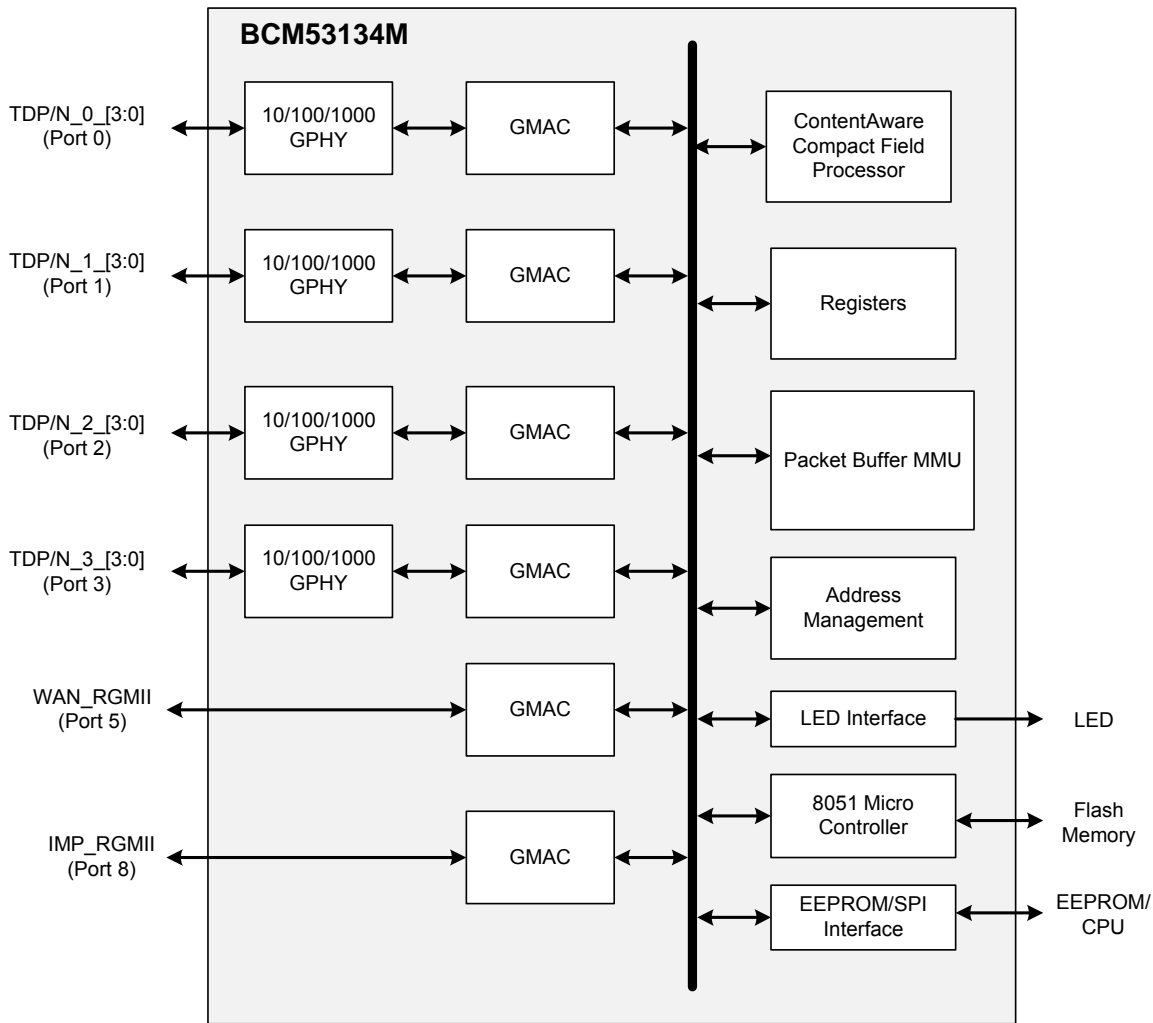 BCM53134M
TDP/N_0_[3:0]
(Port 0)
10/100/1000
GPHY
GMAC
ContentAware
Compact Field
Processor
TDP/N_1_[3:0]
(Port 1)
10/100/1000
GPHY
GMAC
Registers
TDP/N_2_[3:0]
(Port 2)
10/100/1000
GPHY
GMAC
Packet Buffer MMU
TDP/N_3_[3:0]
(Port 3)
10/100/1000
GPHY
GMAC
Address
Management
WAN_RGMII
(Port 5)
GMAC
LED Interface
LED
IMP_RGMII
(Port 8)
GMAC
8051 Micro
Controller
Flash
Memory
EEPROM/SPI
Interface
EEPROM/
CPU